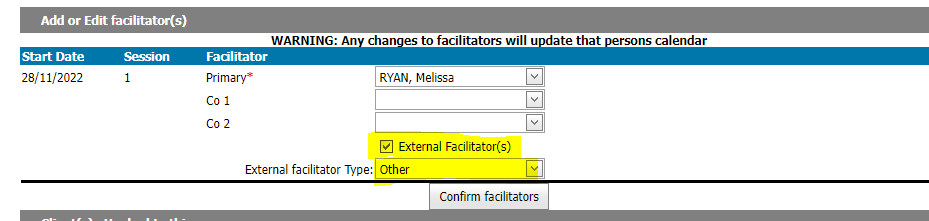 Add or Edit facilitator(s)
WARNING: Any changes to facilitators will update that persons calendar
Start Date Session Facilitator
28/11/2022 1 Primary* RYAN, Melissa
Co 1
Co 2
External Facilitator(s)
External facilitator Type: Other
Confirm facilitators